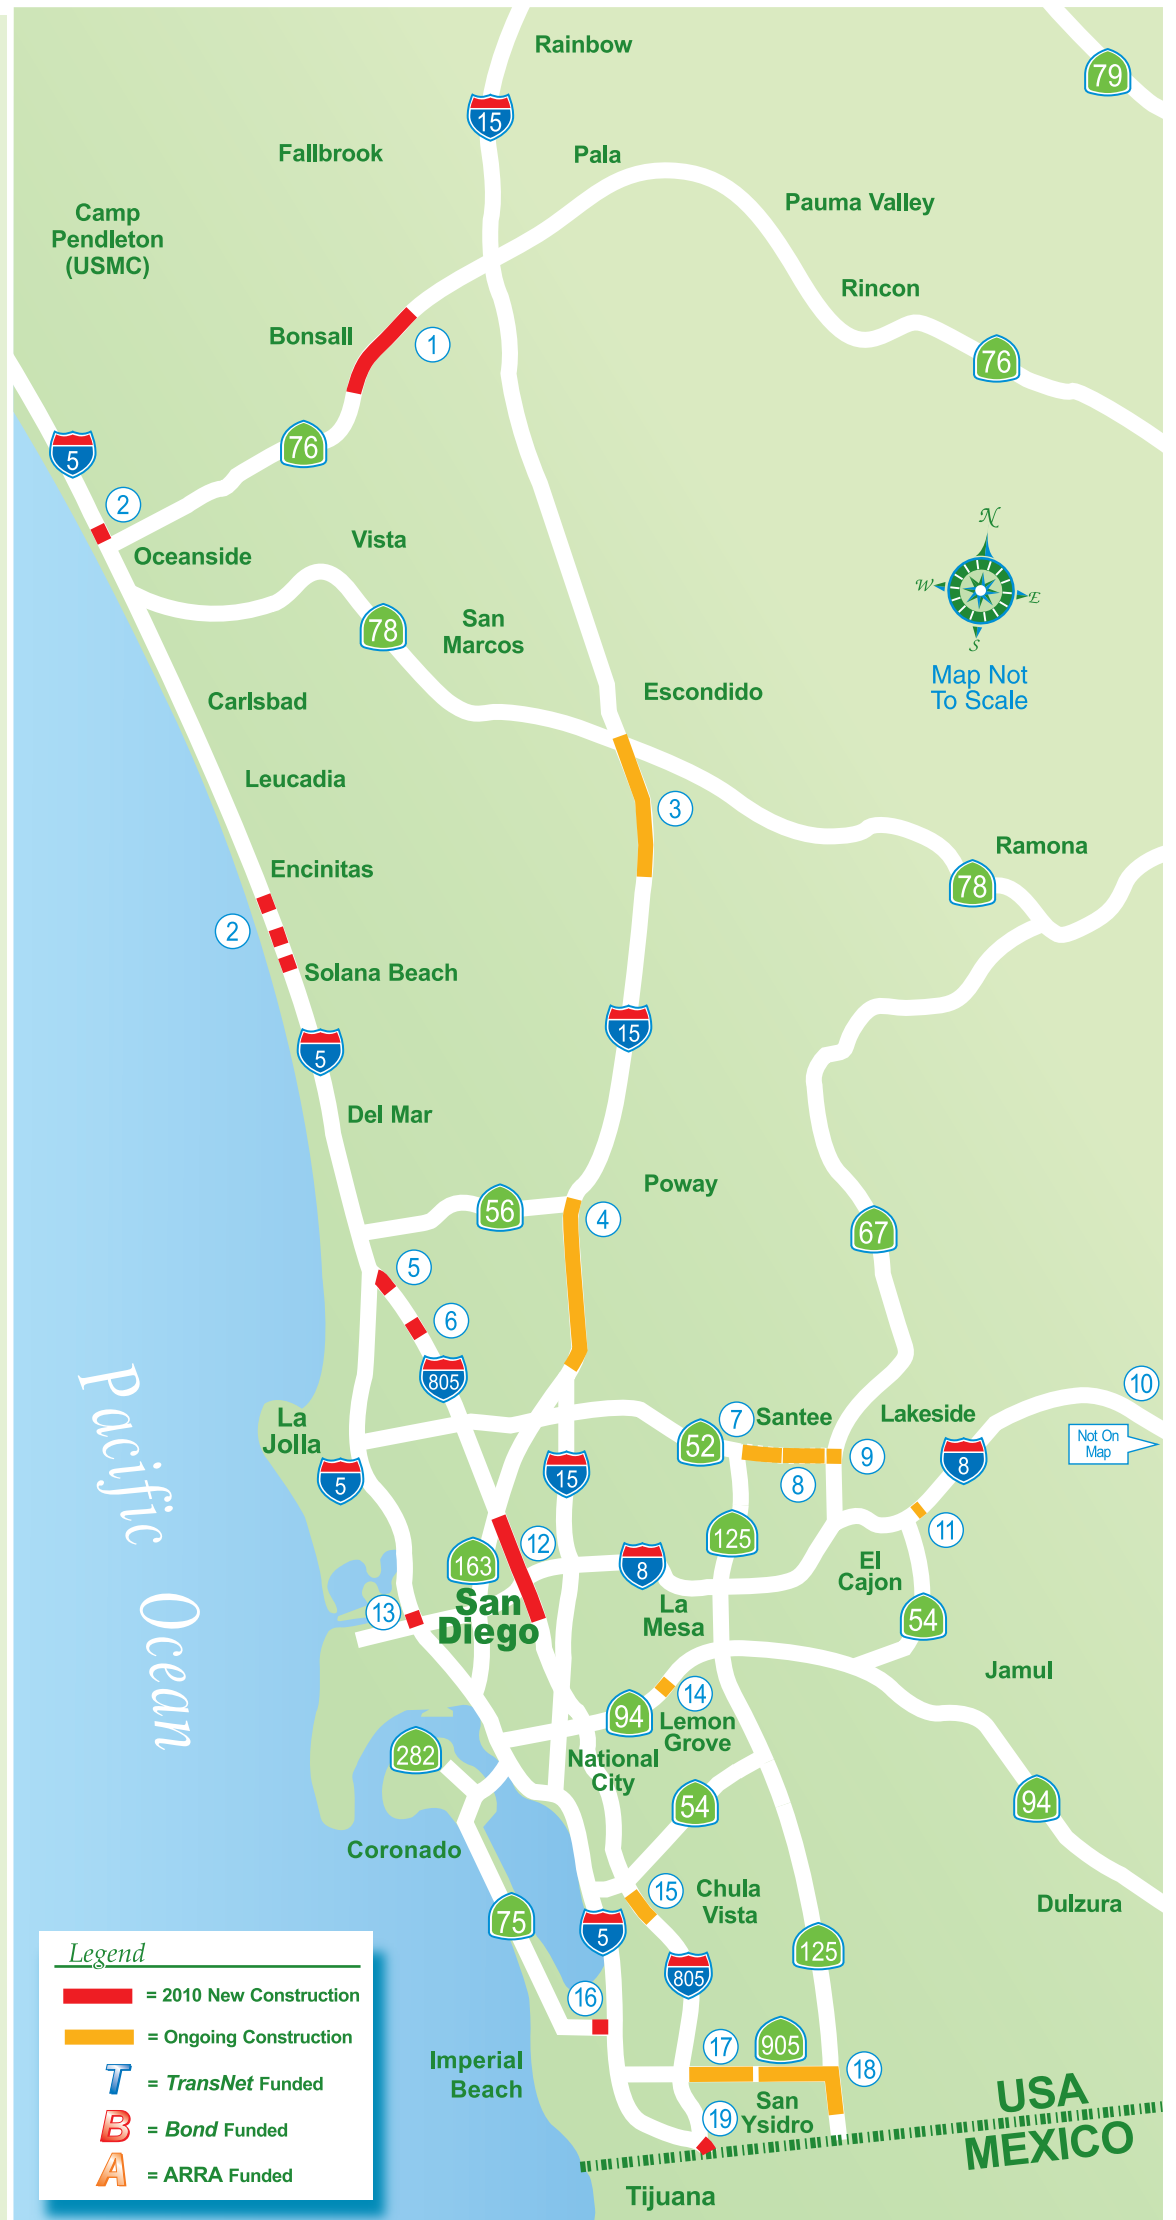 Rainbow
79
15
Fallbrook
Pala
Camp
Pendleton
(USMC)
Pauma Valley
Rincon
Bonsall
1
76
76
5
2
N
W
E
S
Map Not
To Scale
Oceanside
Vista
78
San
Marcos
Carlsbad
Escondido
Leucadia
3
Encinitas
Ramona
78
2
Solana Beach
15
5
Del Mar
Poway
56
4
67
5
6
805
Pacific Ocean
10
La
Jolla
7
Santee
Lakeside
52
Not On
Map
9
8
8
5
15
11
125
12
163
8
El
Cajon
San
Diego
13
La
Mesa
54
Jamul
14
94
Lemon
Grove
282
National
City
54
94
Coronado
15
Chula
Vista
Dulzura
75
5
125
805
16
17
905
18
Imperial
Beach
San
Ysidro
19
USA
MEXICO
Tijuana
Legend
= 2010 New Construction
= Ongoing Construction
T = TransNet Funded
B = Bond Funded
A = ARRA Funded